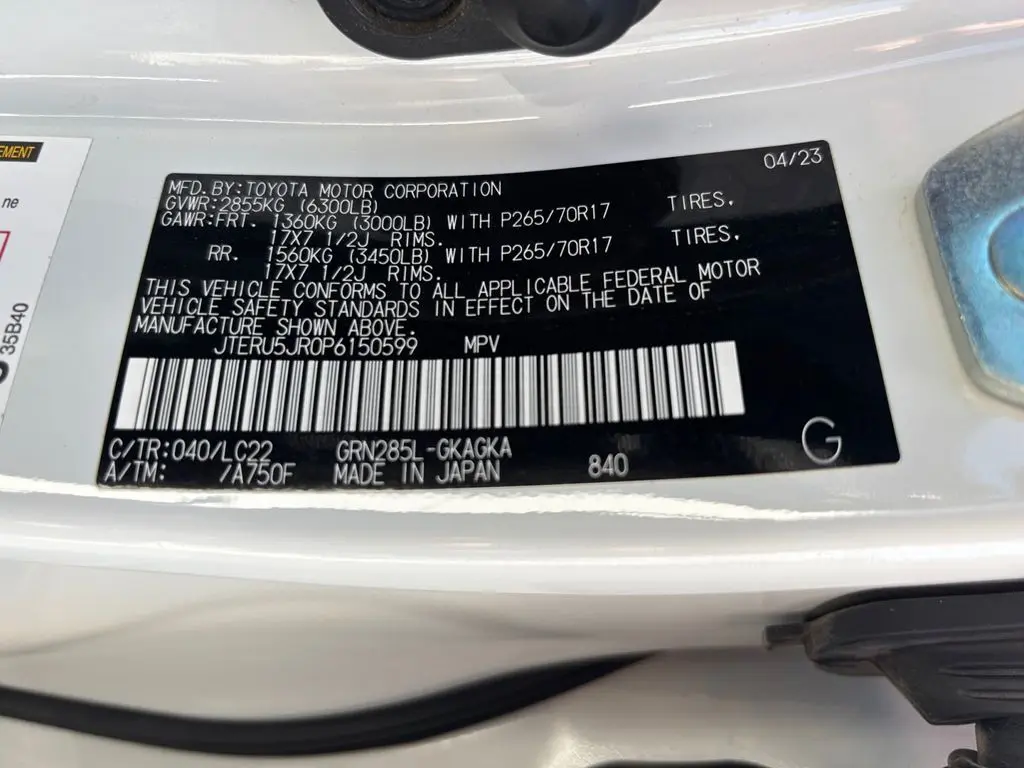 04/23
MFD.BY:TOYOTA MOTOR CORPORATION
GVWR:2855KG (6300LB)
GAWR:FRT. 1360KG (3000LB) WITH P265/70R17 TIRES.
17X7 1/2J RIMS.
RR. 1560KG (3450LB) WITH P265/70R17 TIRES.
17X7 1/2J RIMS.
THIS VEHICLE CONFORMS TO ALL APPLICABLE FEDERAL MOTOR
VEHICLE SAFETY STANDARDS IN EFFECT ON THE DATE OF
MANUFACTURE SHOWN ABOVE.
JTERU5JR0P6150599 MPV
C/TR:040/LC22 GRN285L-GKAGKA
A/TM: /A750F MADE IN JAPAN 840
G
EMENT
ne
35B40